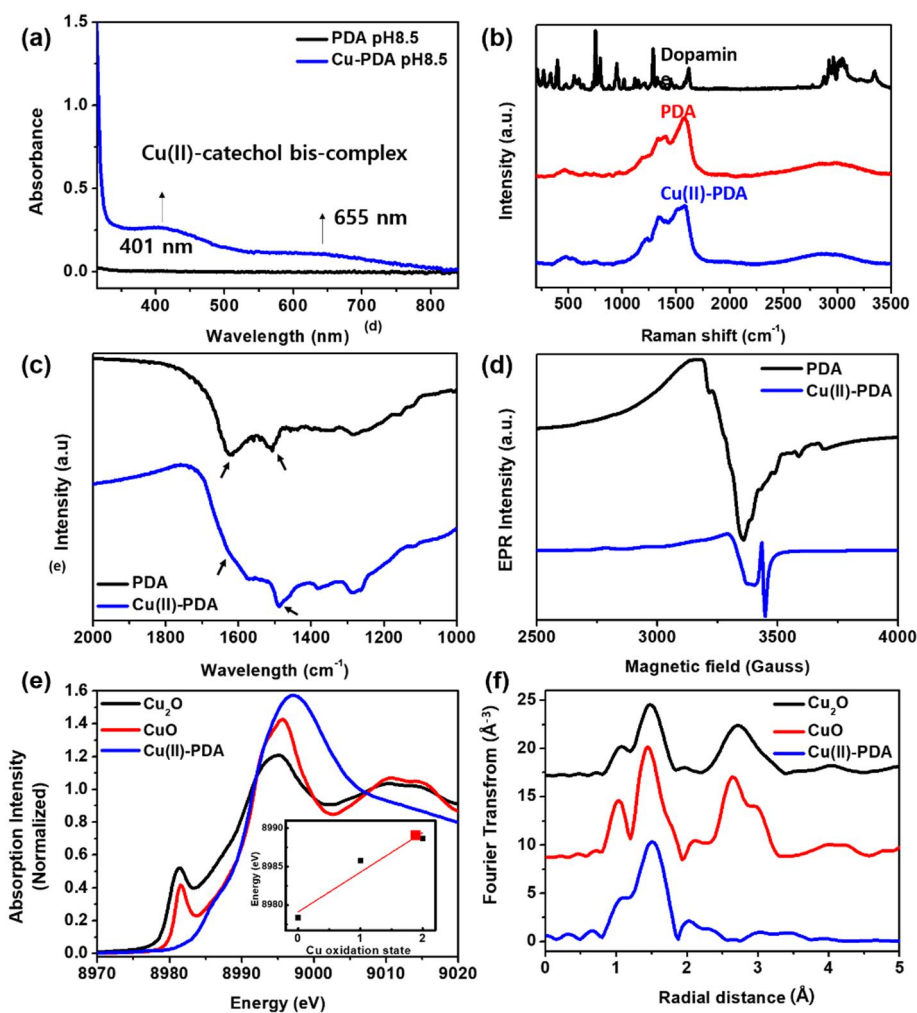 (a)
1.5
1.0
0.5
0.0
Absorbance
PDA pH8.5
Cu-PDA pH8.5
Cu(II)-catechol bis-complex
401 nm
655 nm
400 500 600 700 800
Wavelength (nm)
(d)
(b)
Intensity (a.u.)
Dopamin
PDA
Cu(II)-PDA
500 1000 1500 2000 2500 3000 3500
Raman shift (cm⁻¹)
(c)
Intensity (a.u)
(e)
PDA
Cu(II)-PDA
2000 1800 1600 1400 1200 1000
Wavelength (cm⁻¹)
(d)
EPR Intensity (a.u.)
PDA
Cu(II)-PDA
2500 3000 3500 4000
Magnetic field (Gauss)
(e)
Absorption Intensity
(Normalized)
1.6
1.4
1.2
1.0
0.8
0.6
0.4
0.2
0.0
Cu₂O
CuO
Cu(II)-PDA
8990
8985
8980
Energy (eV)
0 1 2
Cu oxidation state
8970 8980 8990 9000 9010 9020
Energy (eV)
(f)
Fourier Transfrom (Å⁻³)
25
20
15
10
5
0
Cu₂O
CuO
Cu(II)-PDA
0 1 2 3 4 5
Radial distance (Å)